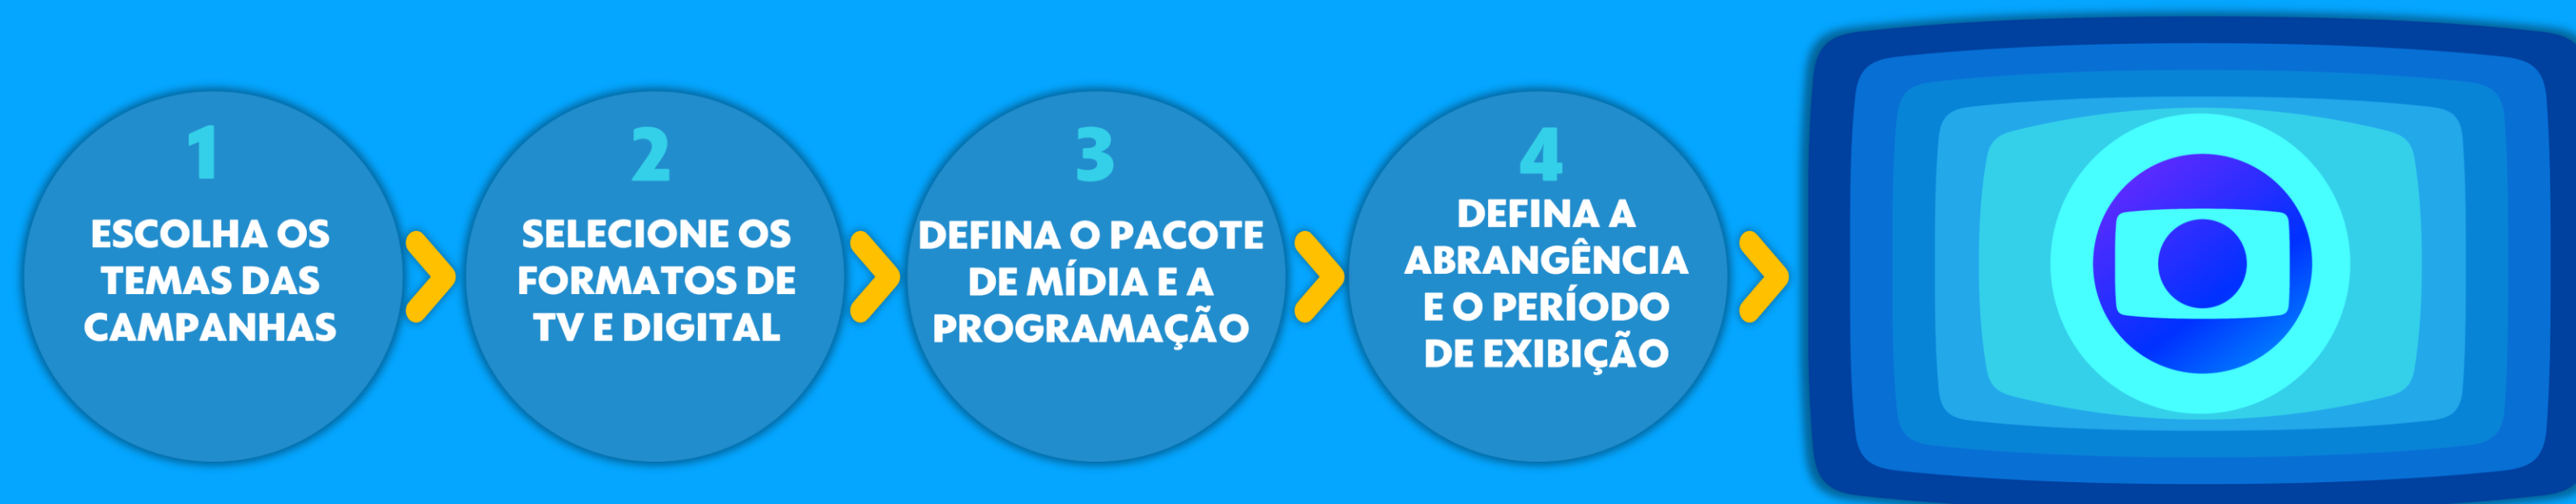 1
ESCOLHA OS
TEMAS DAS
CAMPANHAS
2
SELECIONE OS
FORMATOS DE
TV E DIGITAL
3
DEFINA O PACOTE
DE MÍDIA E A
PROGRAMAÇÃO
4
DEFINA A
ABRANGÊNCIA
E O PERÍODO
DE EXIBIÇÃO